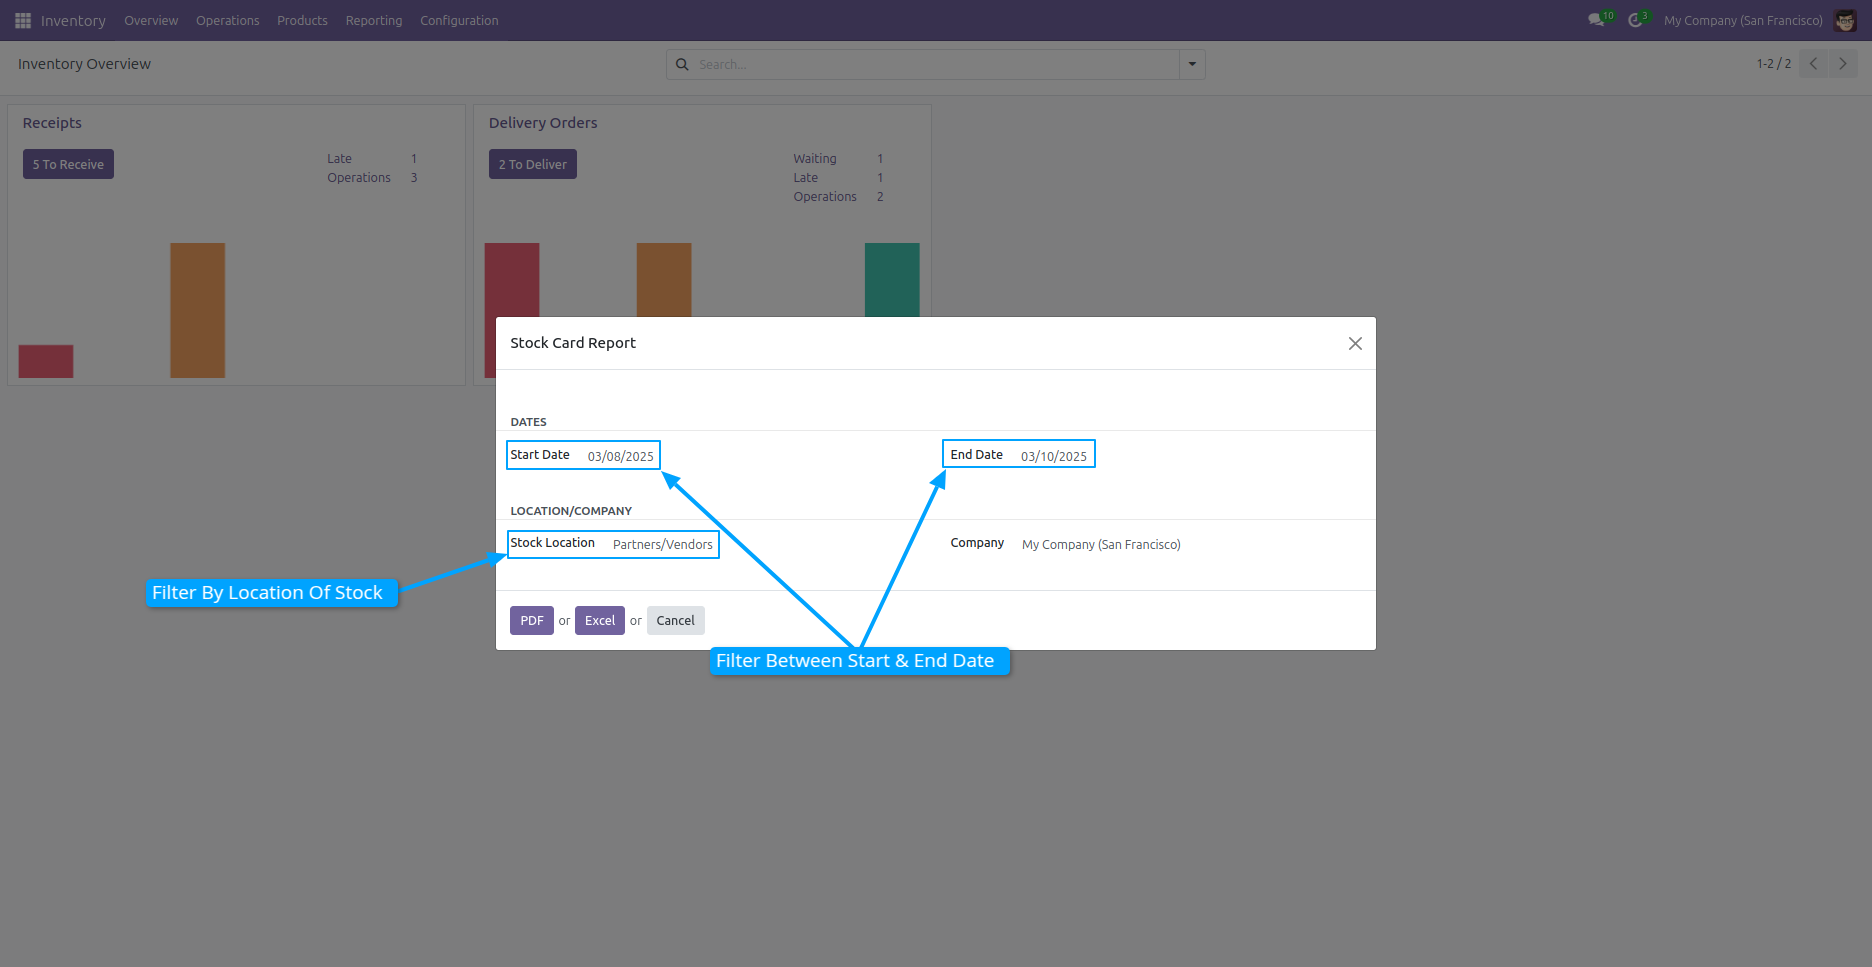 Inventory Overview Operations Products Reporting Configuration 10 3 My Company (San Francisco)
Inventory Overview Search... 1-2 / 2
Receipts
5 To Receive
Late 1
Operations 3
Delivery Orders
2 To Deliver
Waiting 1
Late 1
Operations 2
Stock Card Report
DATES
Start Date 03/08/2025 End Date 03/10/2025
LOCATION/COMPANY
Stock Location Partners/Vendors Company My Company (San Francisco)
Filter By Location Of Stock
PDF or Excel or Cancel
Filter Between Start & End Date